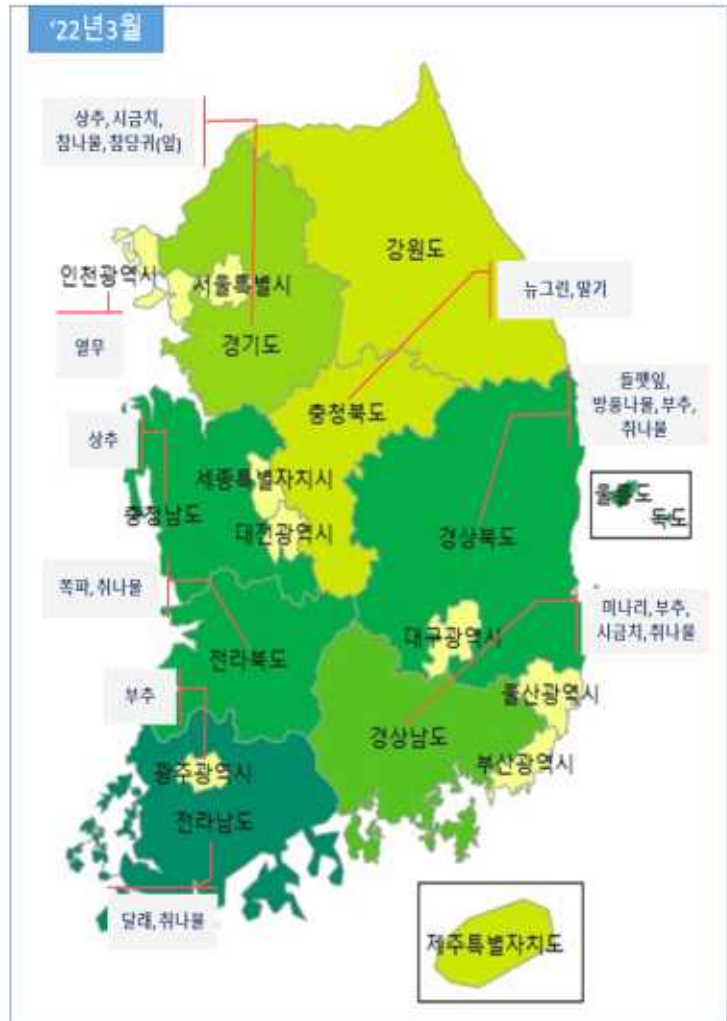 '22년3월
상추, 시금치,
참나물, 참당귀(잎)
강원도
인천광역시
서울특별시
뉴그린, 딸기
열무
경기도
들깻잎,
방풍나물, 부추,
취나물
상추
충청북도
세종특별자치시
울릉도
독도
충청남도
대전광역시
경상북도
쪽파, 취나물
미나리, 부추,
시금치, 취나물
대구광역시
전라북도
부추
울산광역시
경상남도
부산광역시
광주광역시
전라남도
달래, 취나물
제주특별자치도